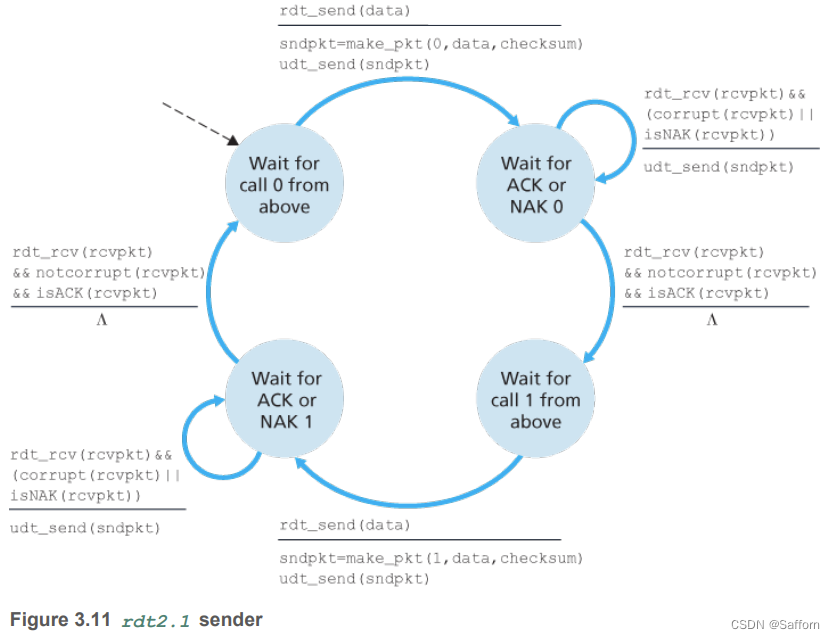 rdt_send(data)
sndpkt=make_pkt(0,data,checksum)
udt_send(sndpkt)
rdt_rcv(rcvpkt)&&
(corrupt(rcvpkt)||
isNAK(rcvpkt))
udt_send(sndpkt)
Wait for
call 0 from
above
Wait for
ACK or
NAK 0
rdt_rcv(rcvpkt)
&& notcorrupt(rcvpkt)
&& isACK(rcvpkt)
Λ
rdt_rcv(rcvpkt)
&& notcorrupt(rcvpkt)
&& isACK(rcvpkt)
Λ
Wait for
ACK or
NAK 1
Wait for
call 1 from
above
rdt_rcv(rcvpkt)&&
(corrupt(rcvpkt)||
isNAK(rcvpkt))
udt_send(sndpkt)
rdt_send(data)
sndpkt=make_pkt(1,data,checksum)
udt_send(sndpkt)
Figure 3.11 rdt2.1 sender
CSDN @Safforn